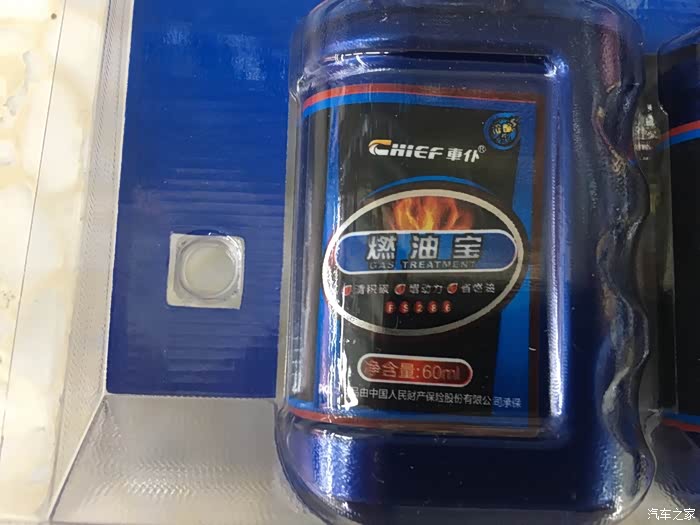 CHIEF 車仆®
燃油宝
GAS TREATMENT
清积碳 增动力 省燃油
净含量:60ml
品由中国人民财产保险股份有限公司承保
汽车之家